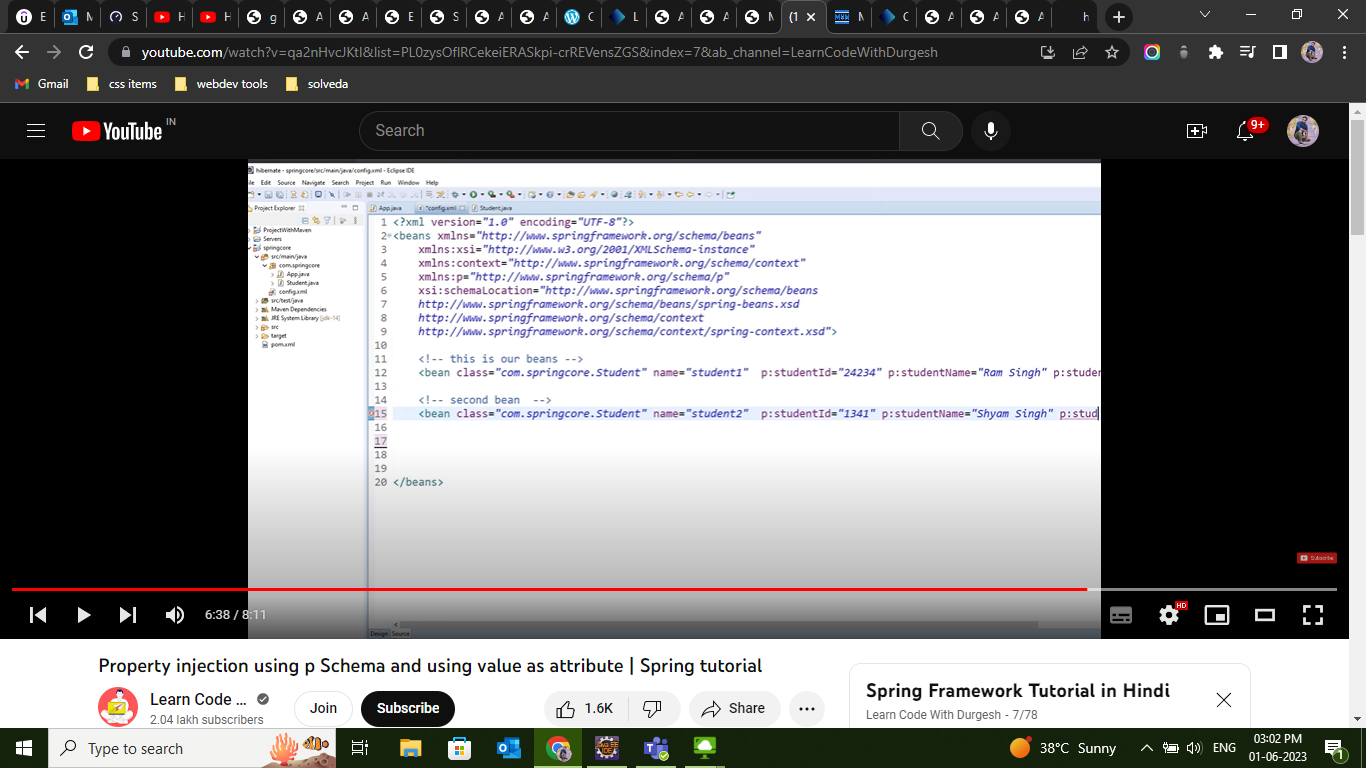 E
M
S
H
H
g
A
A
E
S
A
A
C
L
A
A
M
(1
M
C
A
A
A
h
youtube.com/watch?v=qa2nHvcJKtI&list=PL0zysOflRCekeiERASkpi-crREVensZGS&index=7&ab_channel=LearnCodeWithDurgesh
Gmail
css items
webdev tools
solveda
YouTube IN
Search
9+
hibernate - springcore/src/main/java/config.xml - Eclipse IDE
ile Edit Source Navigate Search Project Run Window Help
Project Explorer
App.java
*config.xml
Student.java
ProjectWithMaven
Servers
springcore
src/main/java
com.springcore
App.java
Student.java
config.xml
src/test/java
Maven Dependencies
JRE System Library [jdk-14]
src
target
pom.xml
1 <?xml version="1.0" encoding="UTF-8"?>
2 <beans xmlns="http://www.springframework.org/schema/beans"
3 xmlns:xsi="http://www.w3.org/2001/XMLSchema-instance"
4 xmlns:context="http://www.springframework.org/schema/context"
5 xmlns:p="http://www.springframework.org/schema/p"
6 xsi:schemaLocation="http://www.springframework.org/schema/beans
7 http://www.springframework.org/schema/beans/spring-beans.xsd
8 http://www.springframework.org/schema/context
9 http://www.springframework.org/schema/context/spring-context.xsd">
10
11 <!-- this is our beans -->
12 <bean class="com.springcore.Student" name="student1" p:studentId="24234" p:studentName="Ram Singh" p:studen
13
14 <!-- second bean -->
15 <bean class="com.springcore.Student" name="student2" p:studentId="1341" p:studentName="Shyam Singh" p:stud
16
17
18
19
20 </beans>
Design Source
Subscribe
6:38 / 8:11
HD
Property injection using p Schema and using value as attribute | Spring tutorial
Learn Code ...
2.04 lakh subscribers
Join
Subscribe
1.6K
Share
Spring Framework Tutorial in Hindi
Learn Code With Durgesh - 7/78
Type to search
38°C Sunny
ENG
03:02 PM
01-06-2023
1